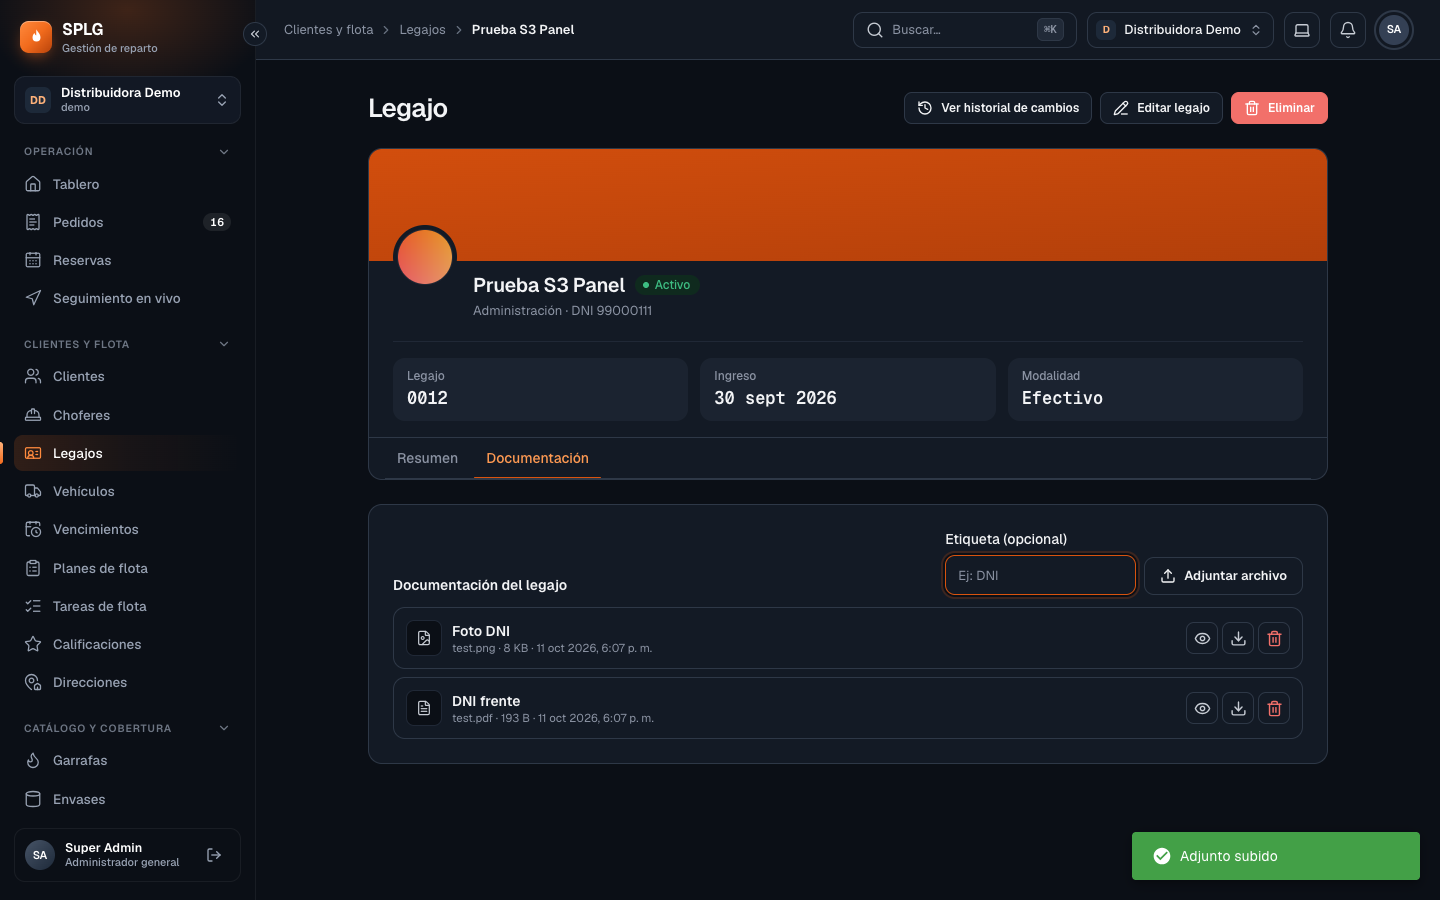 SPLG
Gestión de reparto
DD
Distribuidora Demo
demo
OPERACIÓN
Tablero
Pedidos
16
Reservas
Seguimiento en vivo
CLIENTES Y FLOTA
Clientes
Choferes
Legajos
Vehículos
Vencimientos
Planes de flota
Tareas de flota
Calificaciones
Direcciones
CATÁLOGO Y COBERTURA
Garrafas
Envases
SA
Super Admin
Administrador general
Clientes y flota
Legajos
Prueba S3 Panel
Buscar...
⌘K
D
Distribuidora Demo
SA
Legajo
Ver historial de cambios
Editar legajo
Eliminar
Prueba S3 Panel
Activo
Administración · DNI 99000111
Legajo
0012
Ingreso
30 sept 2026
Modalidad
Efectivo
Resumen
Documentación
Etiqueta (opcional)
Documentación del legajo
Ej: DNI
Adjuntar archivo
Foto DNI
test.png · 8 KB · 11 oct 2026, 6:07 p. m.
DNI frente
test.pdf · 193 B · 11 oct 2026, 6:07 p. m.
Adjunto subido